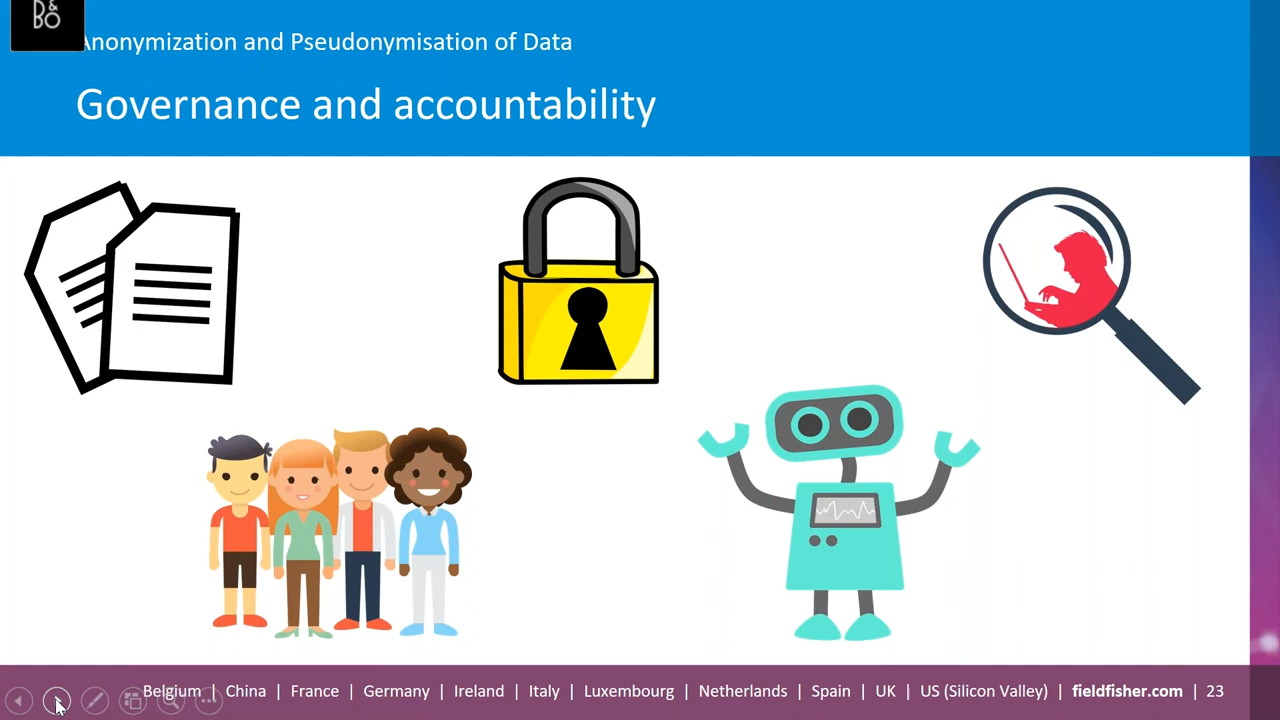 B&O
Anonymization and Pseudonymisation of Data
Governance and accountability
Belgium | China | France | Germany | Ireland | Italy | Luxembourg | Netherlands | Spain | UK | US (Silicon Valley) | fieldfisher.com | 23